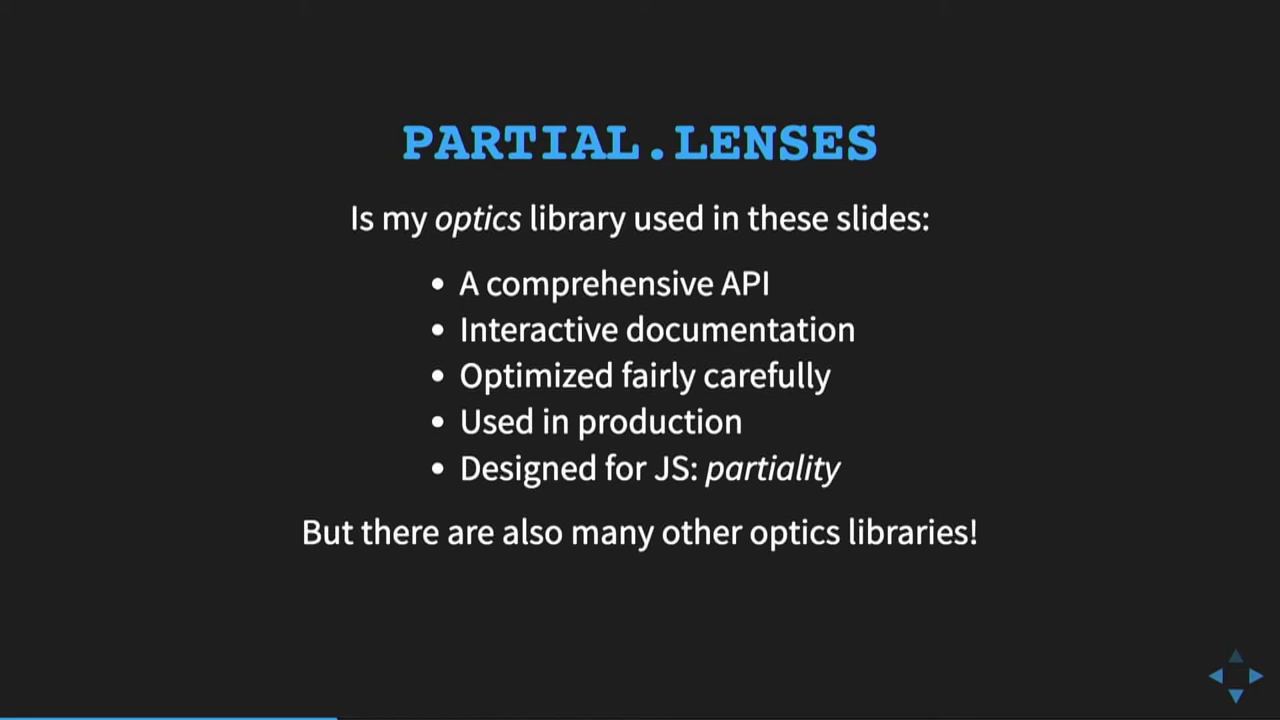 PARTIAL.LENSES
Is my optics library used in these slides:
• A comprehensive API
• Interactive documentation
• Optimized fairly carefully
• Used in production
• Designed for JS: partiality
But there are also many other optics libraries!